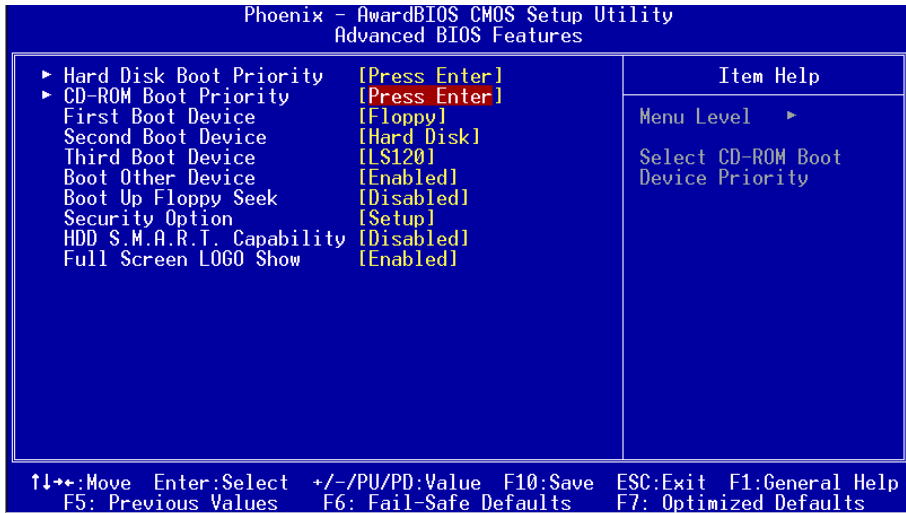 Phoenix - AwardBIOS CMOS Setup Utility
Advanced BIOS Features
► Hard Disk Boot Priority [Press Enter]
► CD-ROM Boot Priority [Press Enter]
First Boot Device [Floppy]
Second Boot Device [Hard Disk]
Third Boot Device [LS120]
Boot Other Device [Enabled]
Boot Up Floppy Seek [Disabled]
Security Option [Setup]
HDD S.M.A.R.T. Capability [Disabled]
Full Screen LOGO Show [Enabled]
Item Help
Menu Level ►
Select CD-ROM Boot
Device Priority
↑↓→←:Move Enter:Select +/-/PU/PD:Value F10:Save ESC:Exit F1:General Help
F5: Previous Values F6: Fail-Safe Defaults F7: Optimized Defaults